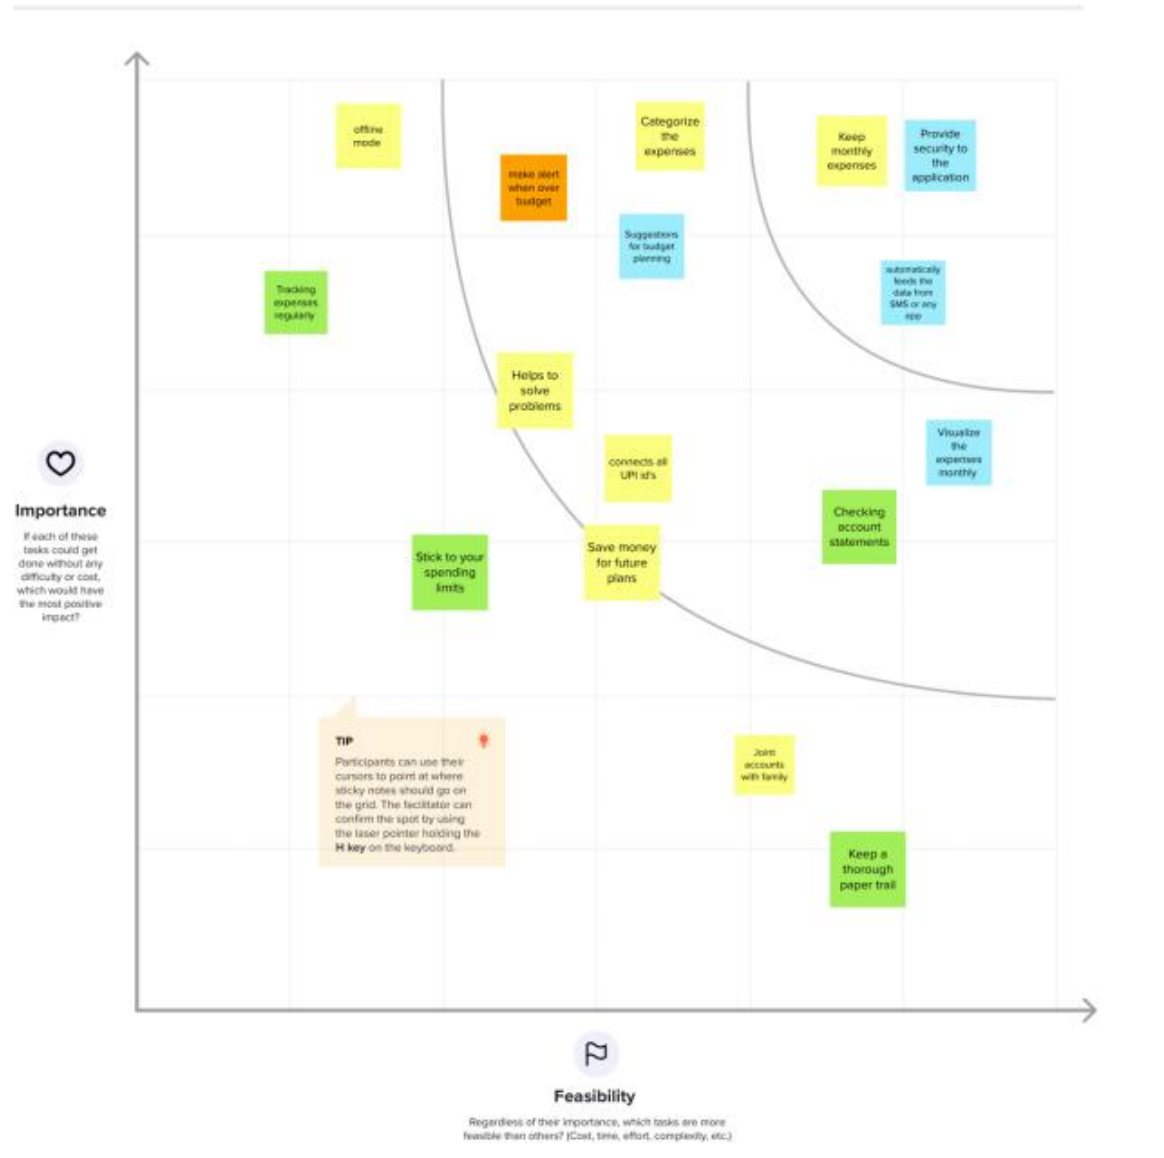 offline
mode
Categorize
the
expenses
Keep
monthly
expenses
Provide
security to
the
application
make alert
when over
budget
Suggestions
for budget
planning
automatically
feeds the
data from
SMS or any
app
Tracking
expenses
regularly
Helps to
solve
problems
connects all
UPI id's
Visualize
the
expenses
monthly
Checking
account
statements
Save money
for future
plans
Stick to your
spending
limits
Importance
If each of these
tasks could get
done without any
difficulty or cost,
which would have
the most positive
impact?
TIP
Participants can use their
cursors to point at where
sticky notes should go on
the grid. The facilitator can
confirm the spot by using
the laser pointer holding the
H key on the keyboard.
Joint
accounts
with family
Keep a
thorough
paper trail
Feasibility
Regardless of their importance, which tasks are more
feasible than others? (Cost, time, effort, complexity, etc.)